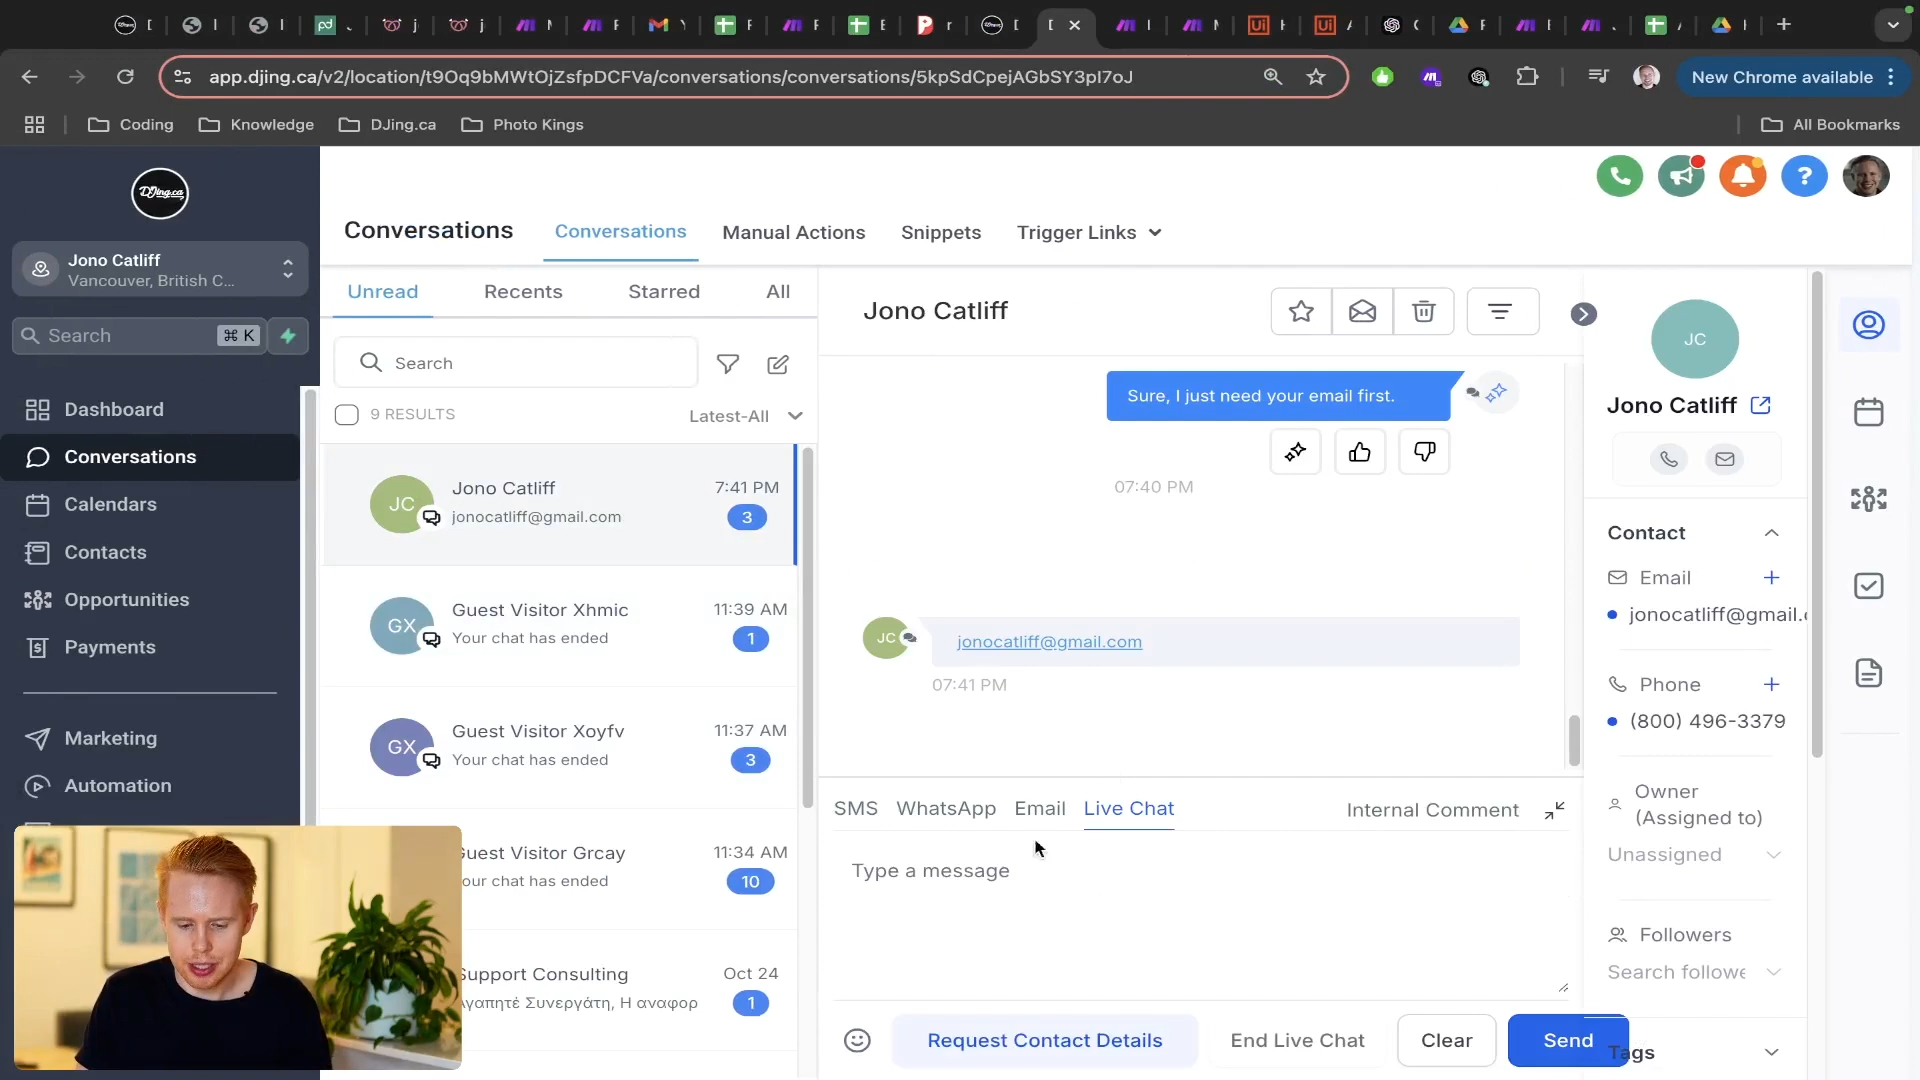 app.djing.ca/v2/location/t9Oq9bMWtOjZsfpDCFVa/conversations/conversations/5kpSdCpejAGbSY3pI7oJ
New Chrome available
Coding
Knowledge
DJing.ca
Photo Kings
All Bookmarks
DJing.ca
Jono Catliff
Vancouver, British C...
Search
⌘ K
Dashboard
Conversations
Calendars
Contacts
Opportunities
Payments
Marketing
Automation
Conversations
Conversations
Manual Actions
Snippets
Trigger Links
Unread
Recents
Starred
All
Search
9 RESULTS
Latest-All
JC
Jono Catliff
7:41 PM
jonocatliff@gmail.com
3
GX
Guest Visitor Xhmic
11:39 AM
Your chat has ended
1
GX
Guest Visitor Xoyfv
11:37 AM
Your chat has ended
3
Guest Visitor Grcay
11:34 AM
our chat has ended
10
Support Consulting
Oct 24
γαπητέ Συνεργάτη, Η αναφορ
1
Jono Catliff
Sure, I just need your email first.
07:40 PM
JC
jonocatliff@gmail.com
07:41 PM
SMS
WhatsApp
Email
Live Chat
Internal Comment
Type a message
Request Contact Details
End Live Chat
Clear
Send
JC
Jono Catliff
Contact
Email
jonocatliff@gmail.
Phone
(800) 496-3379
Owner
(Assigned to)
Unassigned
Followers
Search followe
Tags